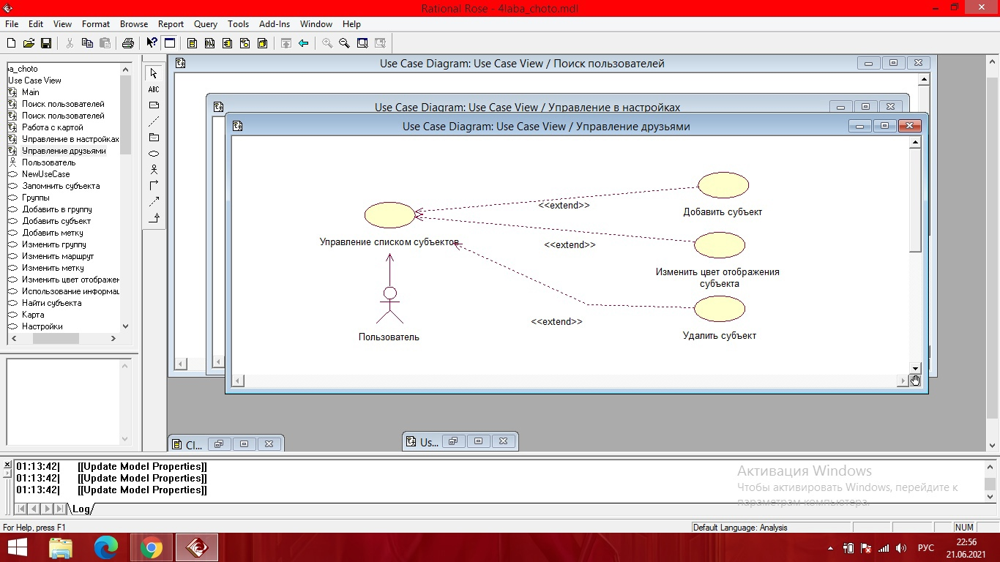 Rational Rose - 4laba_choto.mdl
File Edit View Format Browse Report Query Tools Add-Ins Window Help
ia_choto
Use Case View
Main
Поиск пользователей
Поиск пользователей
Работа с картой
Управление в настройках
Управление друзьями
Пользователь
NewUseCase
Запомнить субъекта
Группы
Добавить в группу
Добавить субъект
Добавить метку
Изменить группу
Изменить маршрут
Изменить метку
Изменить цвет отображен
Использование информац
Найти субъекта
Карта
Настройки
ABC
Use Case Diagram: Use Case View / Поиск пользователей
Use Case Diagram: Use Case View / Управление в настройках
Use Case Diagram: Use Case View / Управление друзьями
<<extend>>
Добавить субъект
Управление списком субъектов
<<extend>>
Изменить цвет отображения
субъекта
<<extend>>
Удалить субъект
Пользователь
Cl...
Us...
01:13:42| [[Update Model Properties]]
01:13:42| [[Update Model Properties]]
01:13:42| [[Update Model Properties]]
Log
Активация Windows
Чтобы активировать Windows, перейдите к
параметрам компьютера.
For Help, press F1
Default Language: Analysis
NUM
РУС
22:56
21.06.2021